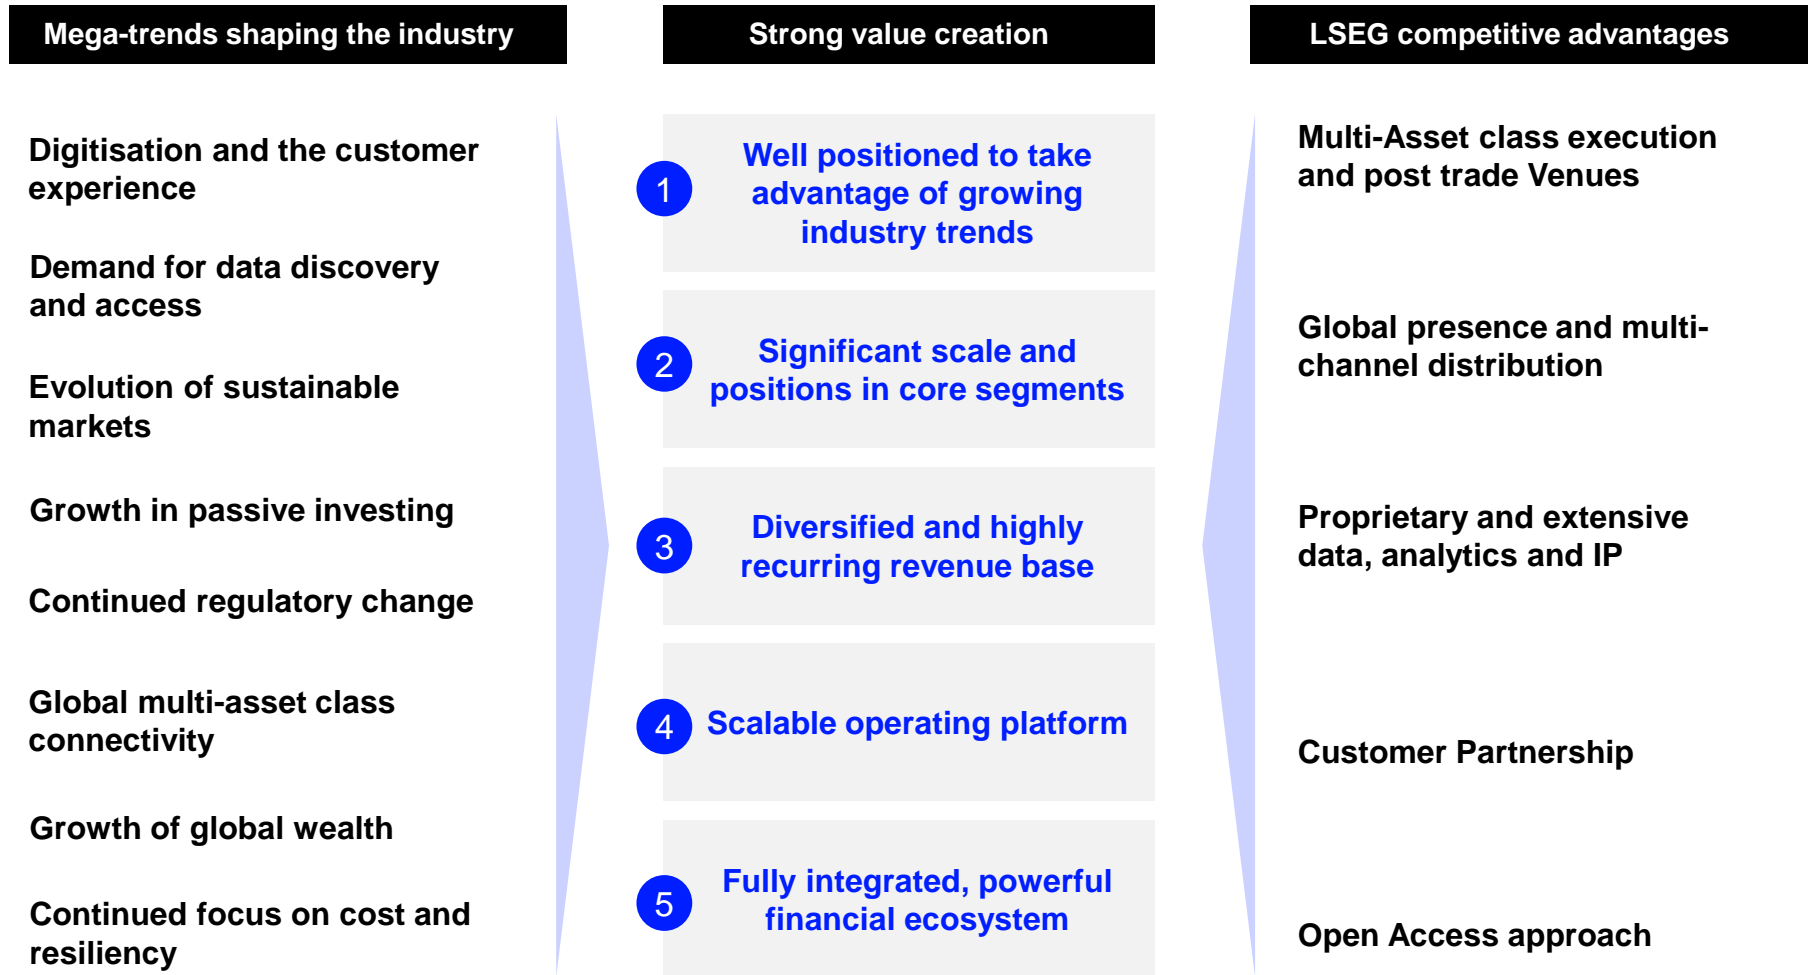 Mega-trends shaping the industry
Digitisation and the customer
experience
Demand for data discovery
and access
Evolution of sustainable
markets
Growth in passive investing
Continued regulatory change
Global multi-asset class
connectivity
Growth of global wealth
Continued focus on cost and
resiliency
Strong value creation
1
Well positioned to take
advantage of growing
industry trends
2
Significant scale and
positions in core segments
3
Diversified and highly
recurring revenue base
4
Scalable operating platform
5
Fully integrated, powerful
financial ecosystem
LSEG competitive advantages
Multi-Asset class execution
and post trade Venues
Global presence and multi-
channel distribution
Proprietary and extensive
data, analytics and IP
Customer Partnership
Open Access approach